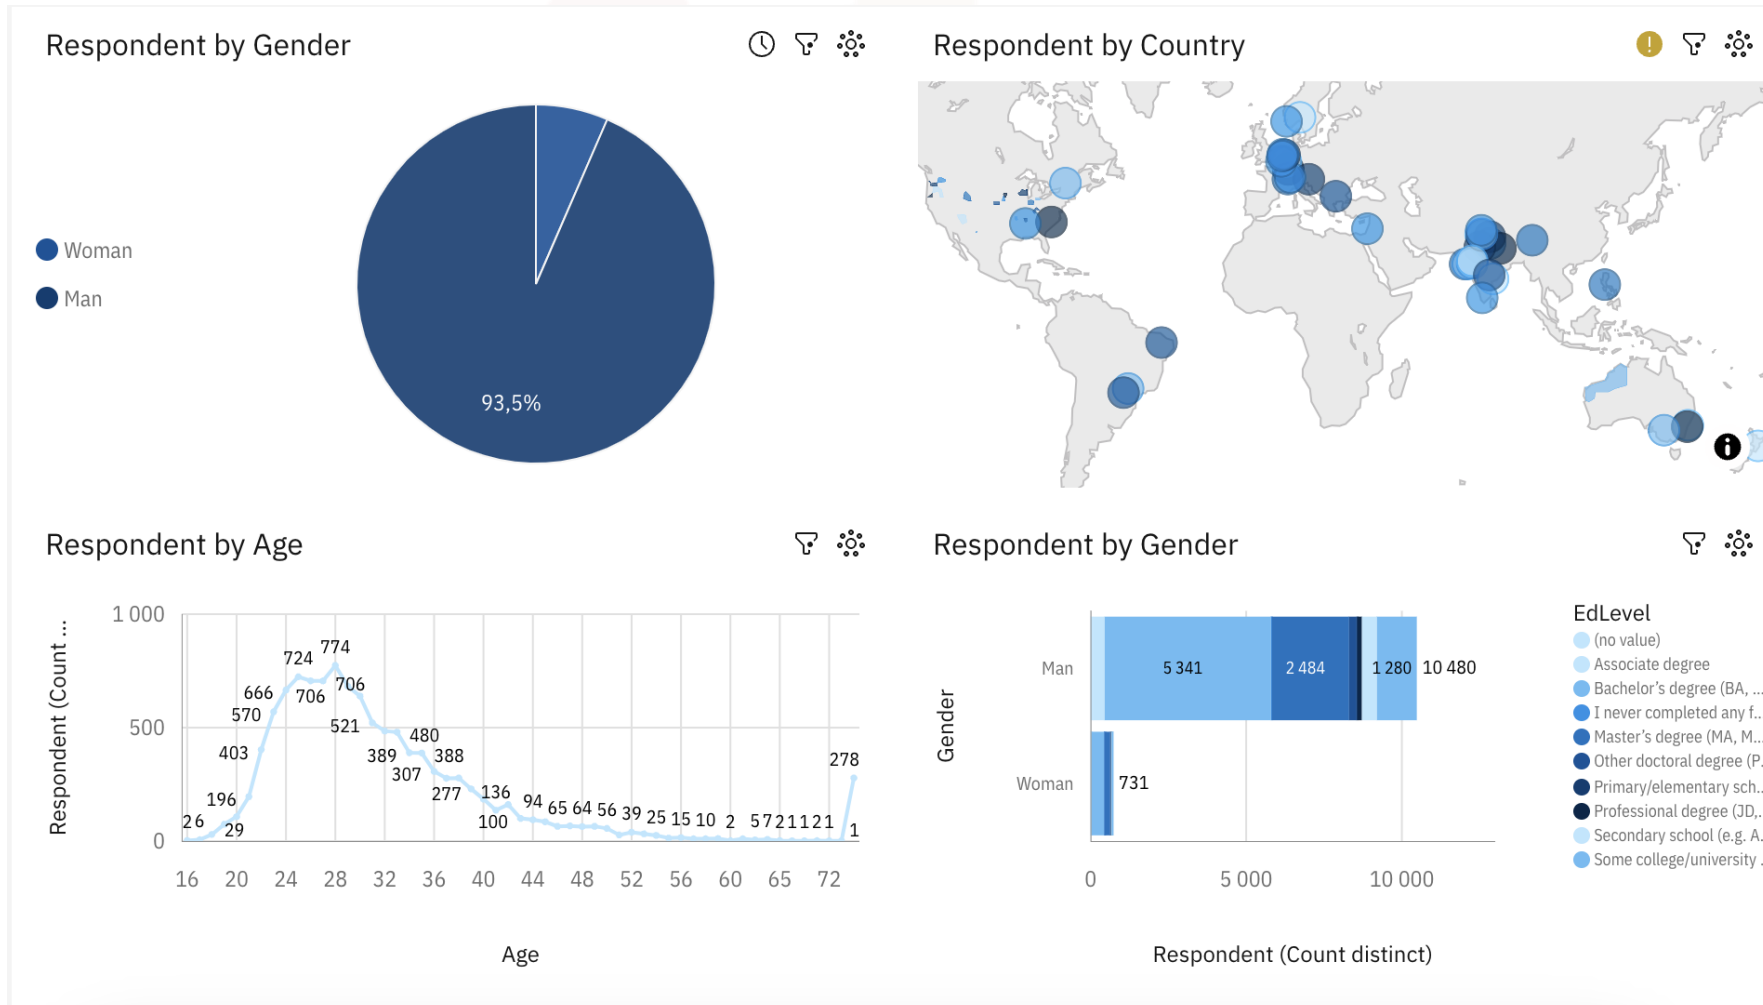 Respondent by Gender
Woman
Man
93,5%
Respondent by Country
Respondent by Age
Respondent (Count ...
1 000
500
0
2 6 29 196 403 570 666 724 706 774 706 521 389 480 307 388 277 136 100 94 65 64 56 39 25 15 10 2 5 7 2 1 1 2 1 278 1
16 20 24 28 32 36 40 44 48 52 56 60 65 72
Age
Respondent by Gender
Gender
Man 5 341 2 484 1 280 10 480
Woman 731
0 5 000 10 000
Respondent (Count distinct)
EdLevel
(no value)
Associate degree
Bachelor's degree (BA, ...
I never completed any f...
Master's degree (MA, M...
Other doctoral degree (P...
Primary/elementary sch...
Professional degree (JD,...
Secondary school (e.g. A...
Some college/university ...